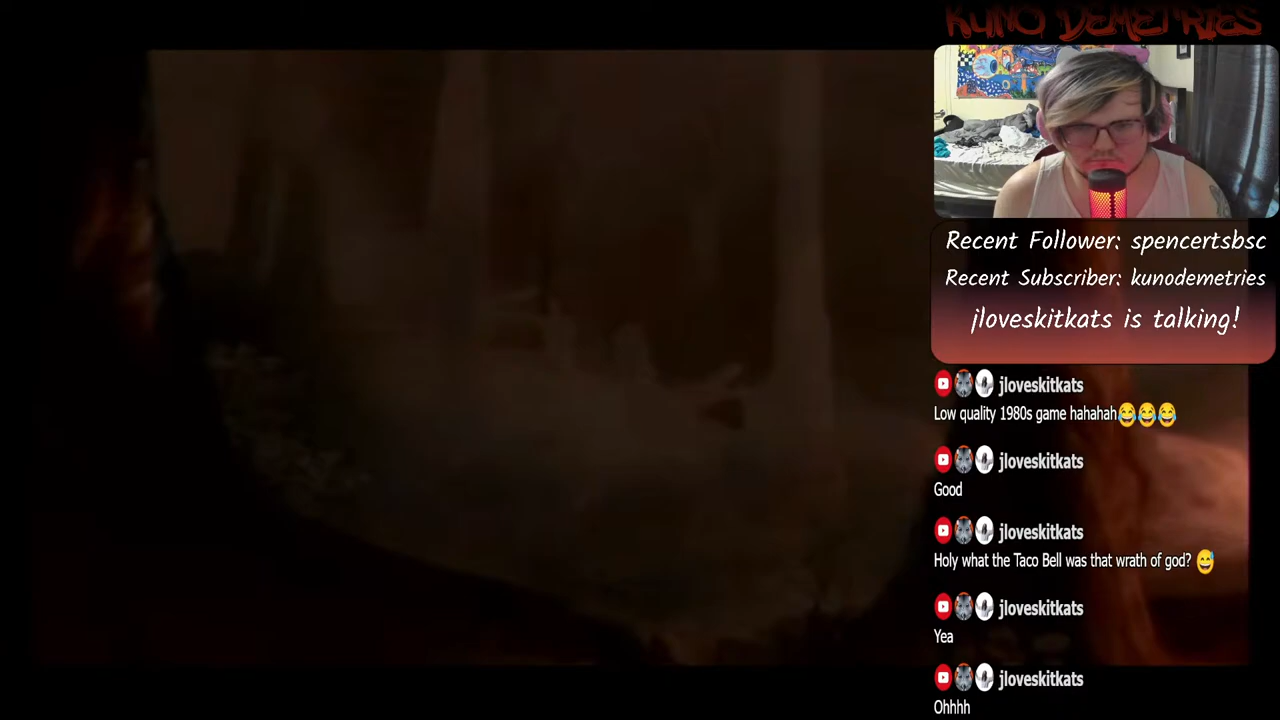 KUNO DEMETRIES
Recent Follower: spencertsbsc
Recent Subscriber: kunodemetries
jloveskitkats is talking!
jloveskitkats
Low quality 1980s game hahahah😂😂😂
jloveskitkats
Good
jloveskitkats
Holy what the Taco Bell was that wrath of god? 😅
jloveskitkats
Yea
jloveskitkats
Ohhhh